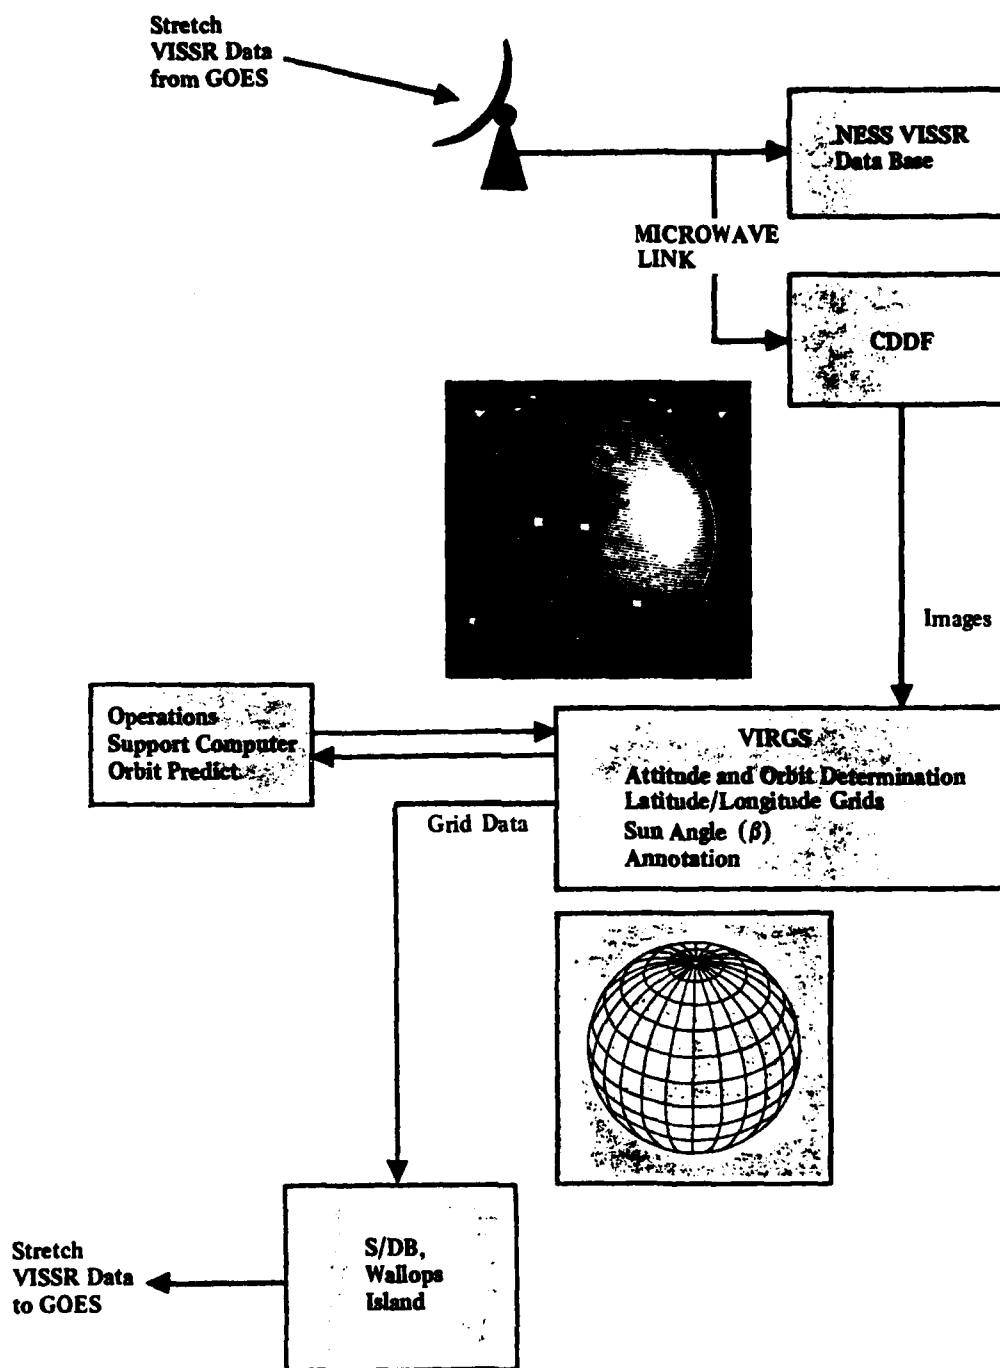 Stretch
VISSR Data
from GOES
NESS VISSR
Data Base
MICROWAVE
LINK
CDDF
Images
Operations
Support Computer
Orbit Predict.
VIRGS
Attitude and Orbit Determination
Latitude/Longitude Grids
Sun Angle (β)
Annotation
Grid Data
S/DB,
Wallops
Island
Stretch
VISSR Data
to GOES